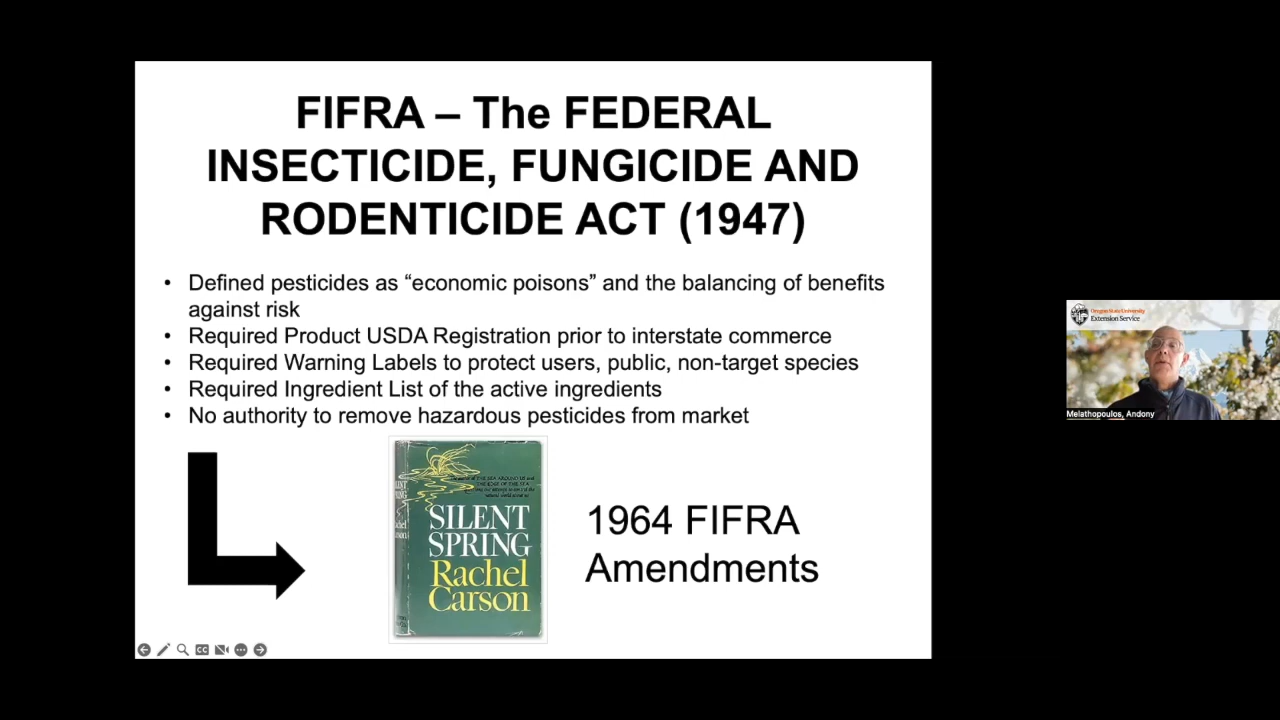 FIFRA – The FEDERAL
INSECTICIDE, FUNGICIDE AND
RODENTICIDE ACT (1947)
• Defined pesticides as “economic poisons” and the balancing of benefits
against risk
• Required Product USDA Registration prior to interstate commerce
• Required Warning Labels to protect users, public, non-target species
• Required Ingredient List of the active ingredients
• No authority to remove hazardous pesticides from market
SILENT
SPRING
Rachel
Carson
1964 FIFRA
Amendments
CC
Oregon State University
Extension Service
Melathopoulos, Andony